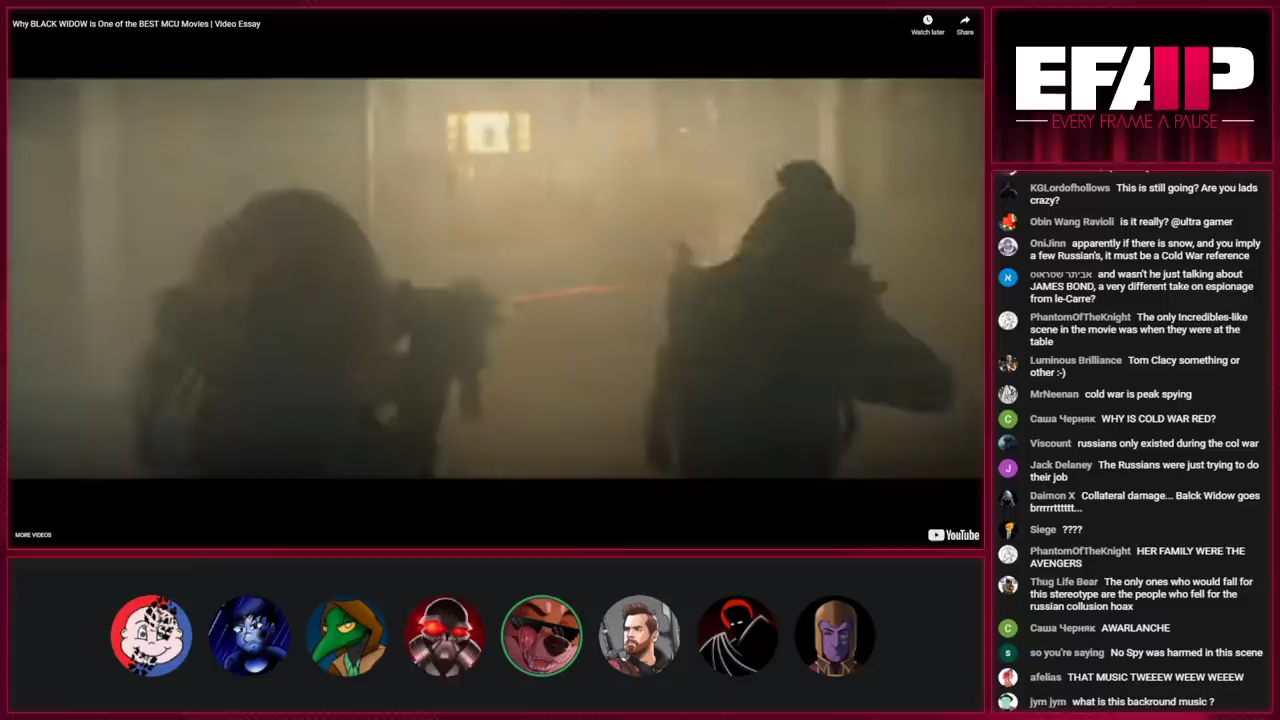 Why BLACK WIDOW is One of the BEST MCU Movies | Video Essay
Watch later
Share
MORE VIDEOS
YouTube
EFAP
EVERY FRAME A PAUSE
KGLordofhollows This is still going? Are you lads
crazy?
Obin Wang Ravioli is it really? @ultra gamer
OniJinn apparently if there is snow, and you imply
a few Russian's, it must be a Cold War reference
אביתר שסראוס and wasn't he just talking about
JAMES BOND, a very different take on espionage
from le-Carre?
PhantomOfTheKnight The only Incredibles-like
scene in the movie was when they were at the
table
Luminous Brilliance Tom Clacy something or
other :-)
MrNeenan cold war is peak spying
Саша Черняк WHY IS COLD WAR RED?
Viscount russians only existed during the col war
Jack Delaney The Russians were just trying to do
their job
Daimon X Collateral damage... Balck Widow goes
brrrrrtttttt...
Siege ????
PhantomOfTheKnight HER FAMILY WERE THE
AVENGERS
Thug Life Bear The only ones who would fall for
this stereotype are the people who fell for the
russian collusion hoax
Саша Черняк AWARLANCHE
so you're saying No Spy was harmed in this scene
afelias THAT MUSIC TWEEEW WEEW WEEEW
jym jym what is this backround music ?